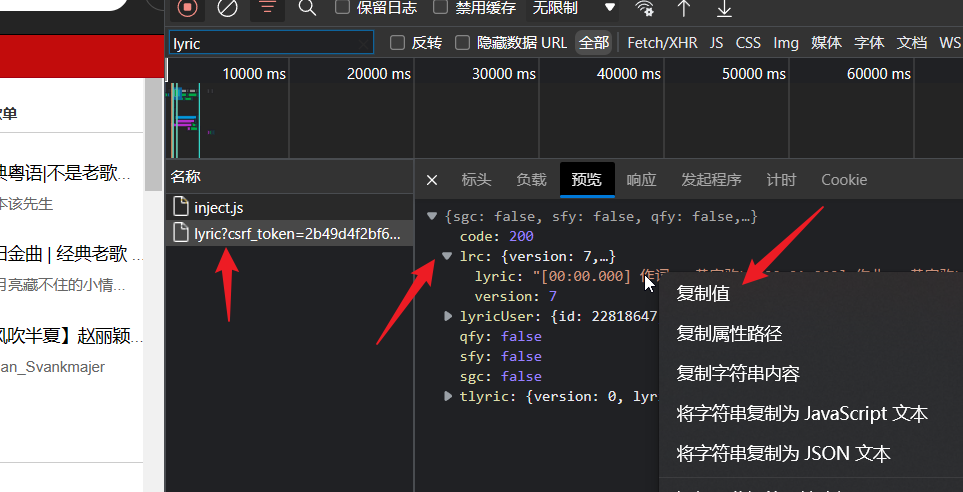 保留日志 禁用缓存 无限制
lyric
反转 隐藏数据 URL 全部 Fetch/XHR JS CSS Img 媒体 字体 文档 WS
10000 ms 20000 ms 30000 ms 40000 ms 50000 ms 60000 ms
单
粤语|不是老歌...
本该先生
金曲 | 经典老歌 ...
月亮藏不住的小情...
吹半夏】赵丽颖...
an_Svankmajer
名称
inject.js
lyric?csrf_token=2b49d4f2bf6...
标头 负载 预览 响应 发起程序 计时 Cookie
{sgc: false, sfy: false, qfy: false,…}
code: 200
lrc: {version: 7,…}
lyric: "[00:00.000]
version: 7
lyricUser: {id: 22818647
qfy: false
sfy: false
sgc: false
tlyric: {version: 0, lyr
复制值
复制属性路径
复制字符串内容
将字符串复制为 JavaScript 文本
将字符串复制为 JSON 文本